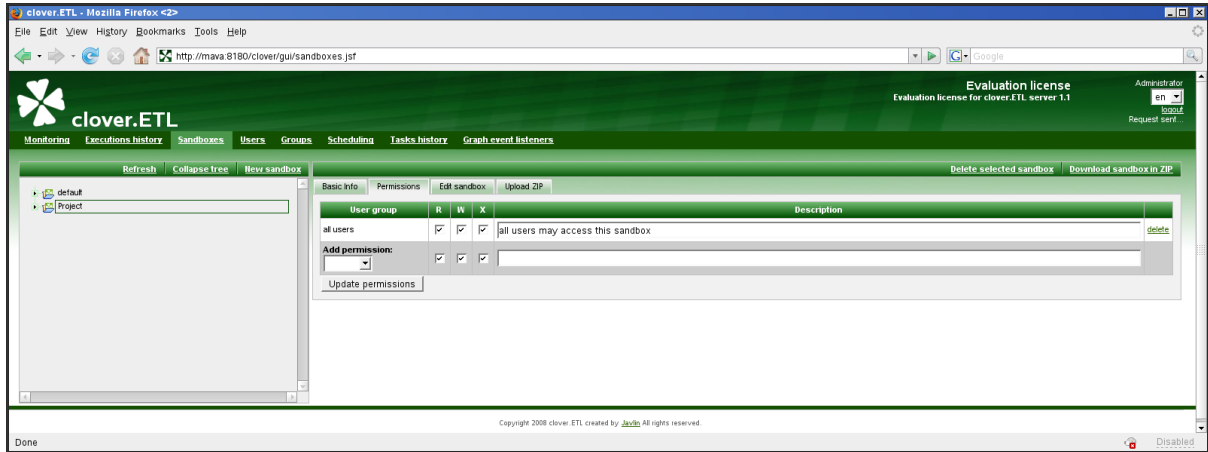 clover.ETL - Mozilla Firefox <2>
File Edit View History Bookmarks Tools Help
http://mava:8180/clover/gui/sandboxes.jsf G Google
clover.ETL
Evaluation license
Evaluation license for clover.ETL server 1.1
Administrator
en
logout
Request sent...
Monitoring Executions history Sandboxes Users Groups Scheduling Tasks history Graph event listeners
Refresh Collapse tree New sandbox Delete selected sandbox Download sandbox in ZIP
default
Project
Basic Info Permissions Edit sandbox Upload ZIP
User group R W X Description
all users all users may access this sandbox delete
Add permission:
Update permissions
Copyright 2008 clover.ETL created by Javlin All rights reserved.
Done Disabled